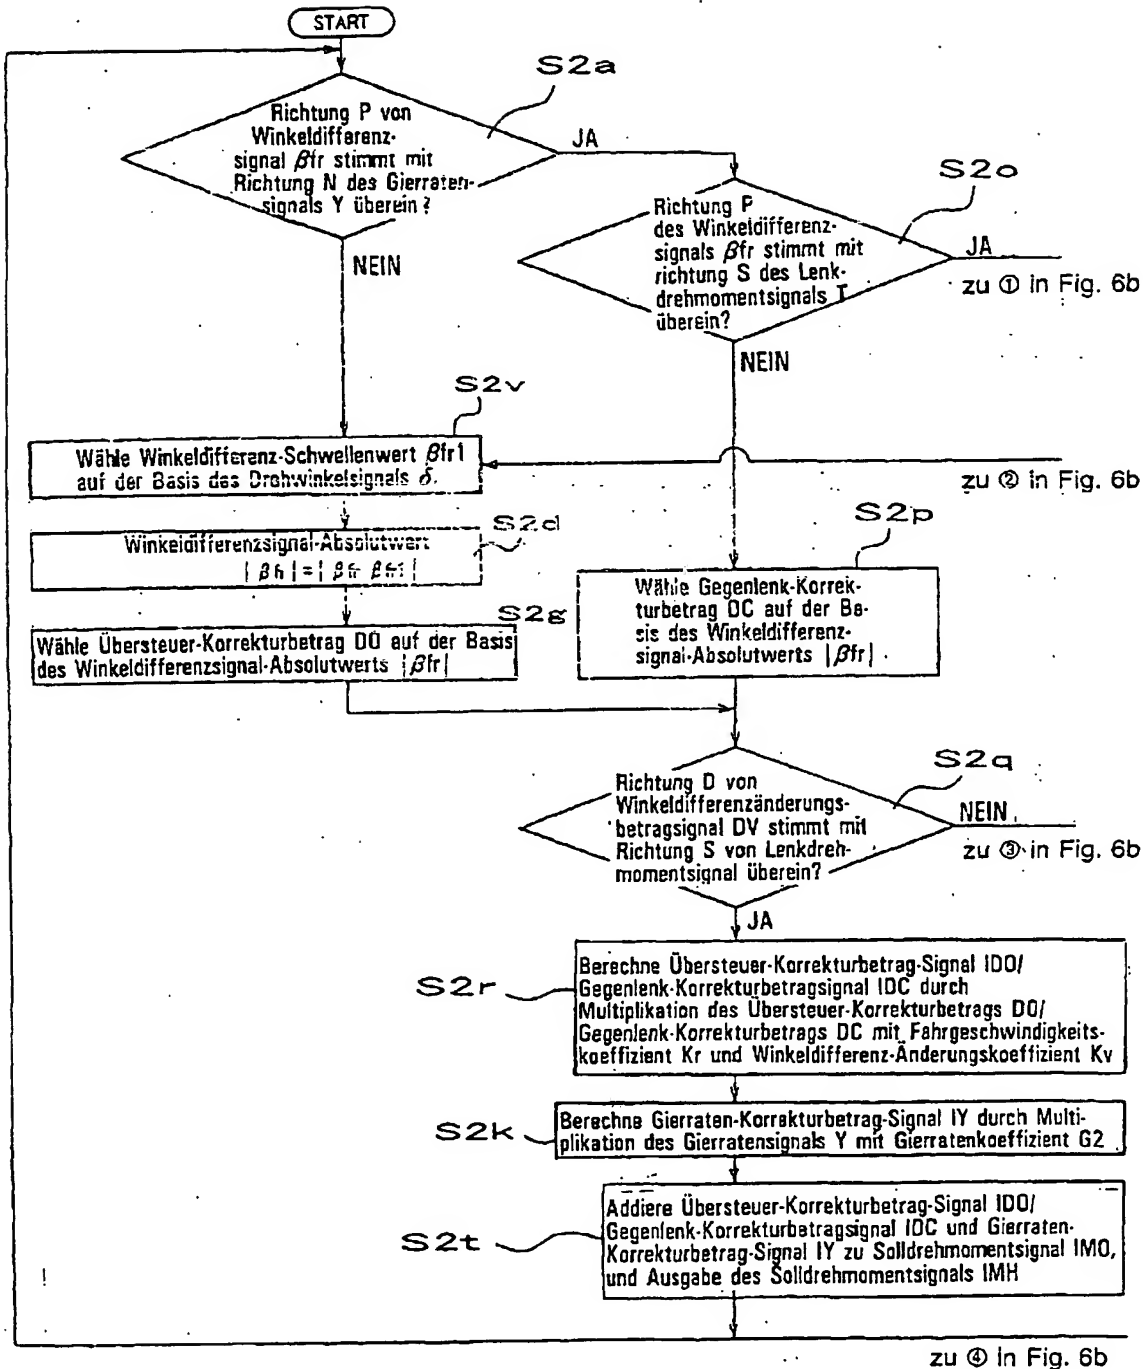 START
S2a
Richtung P von
Winkeldifferenz-
signal βfr stimmt mit
Richtung N des Gierraten-
signals Y überein?
JA
NEIN
S2o
Richtung P
des Winkeldifferenz-
signals βfr stimmt mit
richtung S des Lenk-
drehmomentsignals T
überein?
JA
zu ① in Fig. 6b
NEIN
S2v
Wähle Winkeldifferenz-Schwellenwert βfr1
auf der Basis des Drehwinkelsignals δ.
zu ② in Fig. 6b
S2d
Winkeldifferenzsignal-Absolutwert
S2g
Wähle Übersteuer-Korrekturbetrag DO auf der Basis
des Winkeldifferenzsignal-Absolutwerts |βfr|
S2p
Wähle Gegenlenk-Korrek-
turbetrag DC auf der Ba-
sis des Winkeldifferenz-
signal-Absolutwerts |βfr|
S2q
Richtung D von
Winkeldifferenzänderungs-
betragsignal DV stimmt mit
Richtung S von Lenkdreh-
momentsignal überein?
NEIN
zu ③ in Fig. 6b
JA
S2r
Berechne Übersteuer-Korrekturbetrag-Signal IDO/
Gegenlenk-Korrekturbetragsignal IDC durch
Multiplikation des Übersteuer-Korrekturbetrags DO/
Gegenlenk-Korrekturbetrags DC mit Fahrgeschwindigkeits-
koeffizient Kr und Winkeldifferenz-Änderungskoeffizient Kv
S2k
Berechne Gierraten-Korrekturbetrag-Signal IY durch Multi-
plikation des Gierratensignals Y mit Gierratenkoeffizient G2
S2t
Addiere Übersteuer-Korrekturbetrag-Signal IDO/
Gegenlenk-Korrekturbetragsignal IDC und Gierraten-
Korrekturbetrag-Signal IY zu Solldrehmomentsignal IMO,
und Ausgabe des Solldrehmomentsignals IMH
zu ④ in Fig. 6b